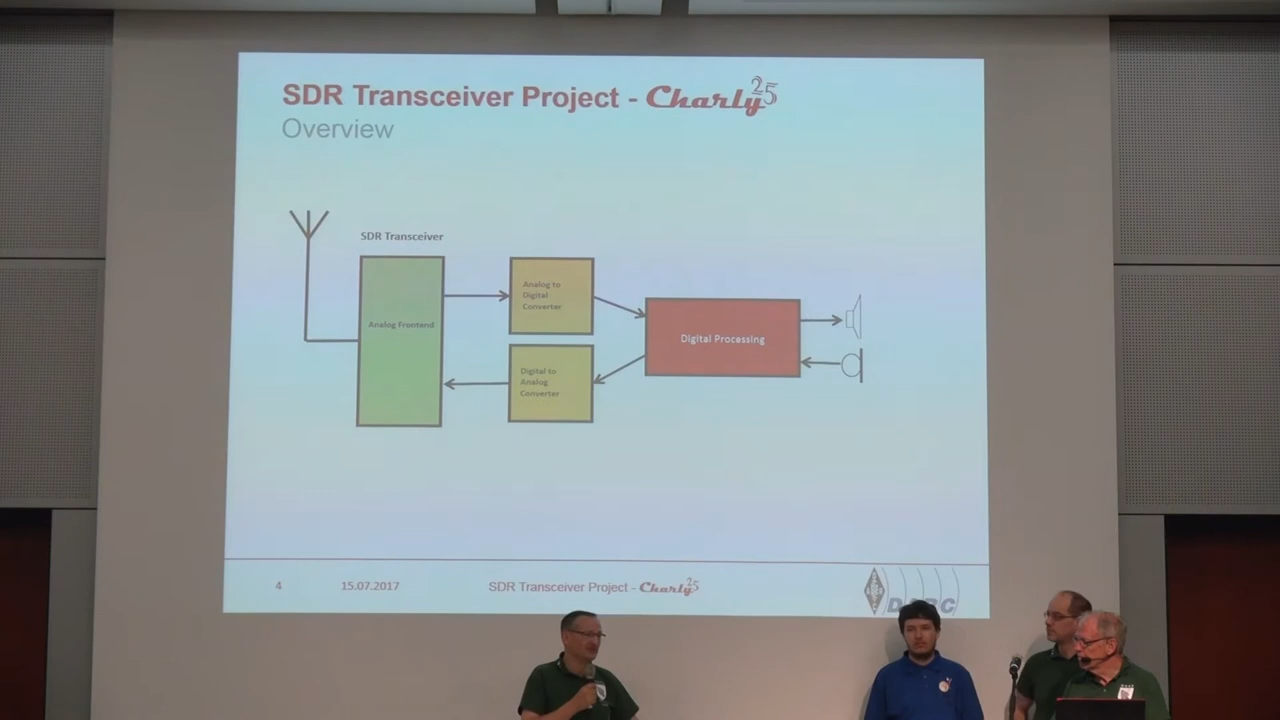 SDR Transceiver Project - Charly 25
Overview
SDR Transceiver
Analog Frontend
Analog to
Digital
Converter
Digital to
Analog
Converter
Digital Processing
4
15.07.2017
SDR Transceiver Project - Charly 25
DARC